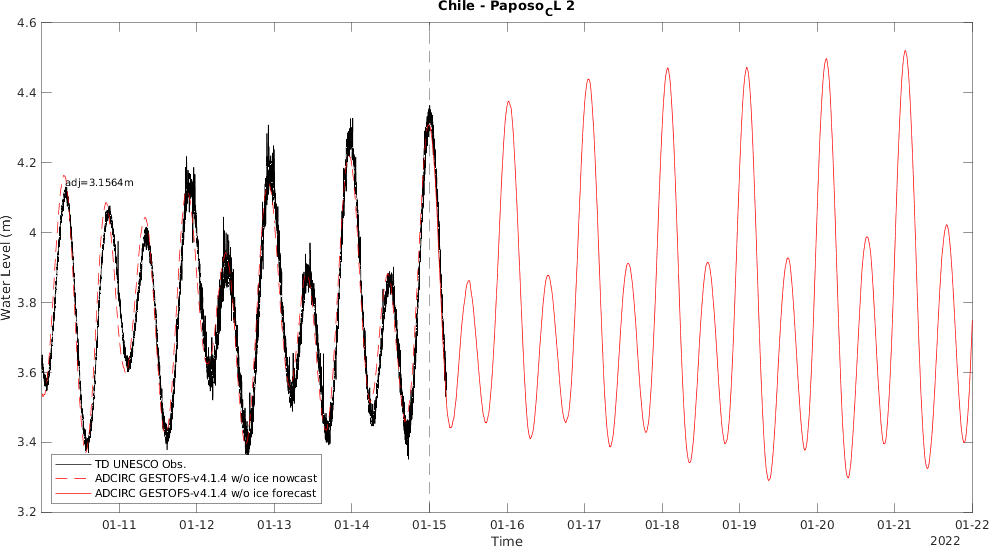 Chile - Paposo_CL 2
4.6
4.4
4.2
4
3.8
3.6
3.4
3.2
Water Level (m)
adj=3.1564m
TD UNESCO Obs.
ADCIRC GESTOFS-v4.1.4 w/o ice nowcast
ADCIRC GESTOFS-v4.1.4 w/o ice forecast
01-11 01-12 01-13 01-14 01-15 01-16 01-17 01-18 01-19 01-20 01-21 01-22
Time
2022